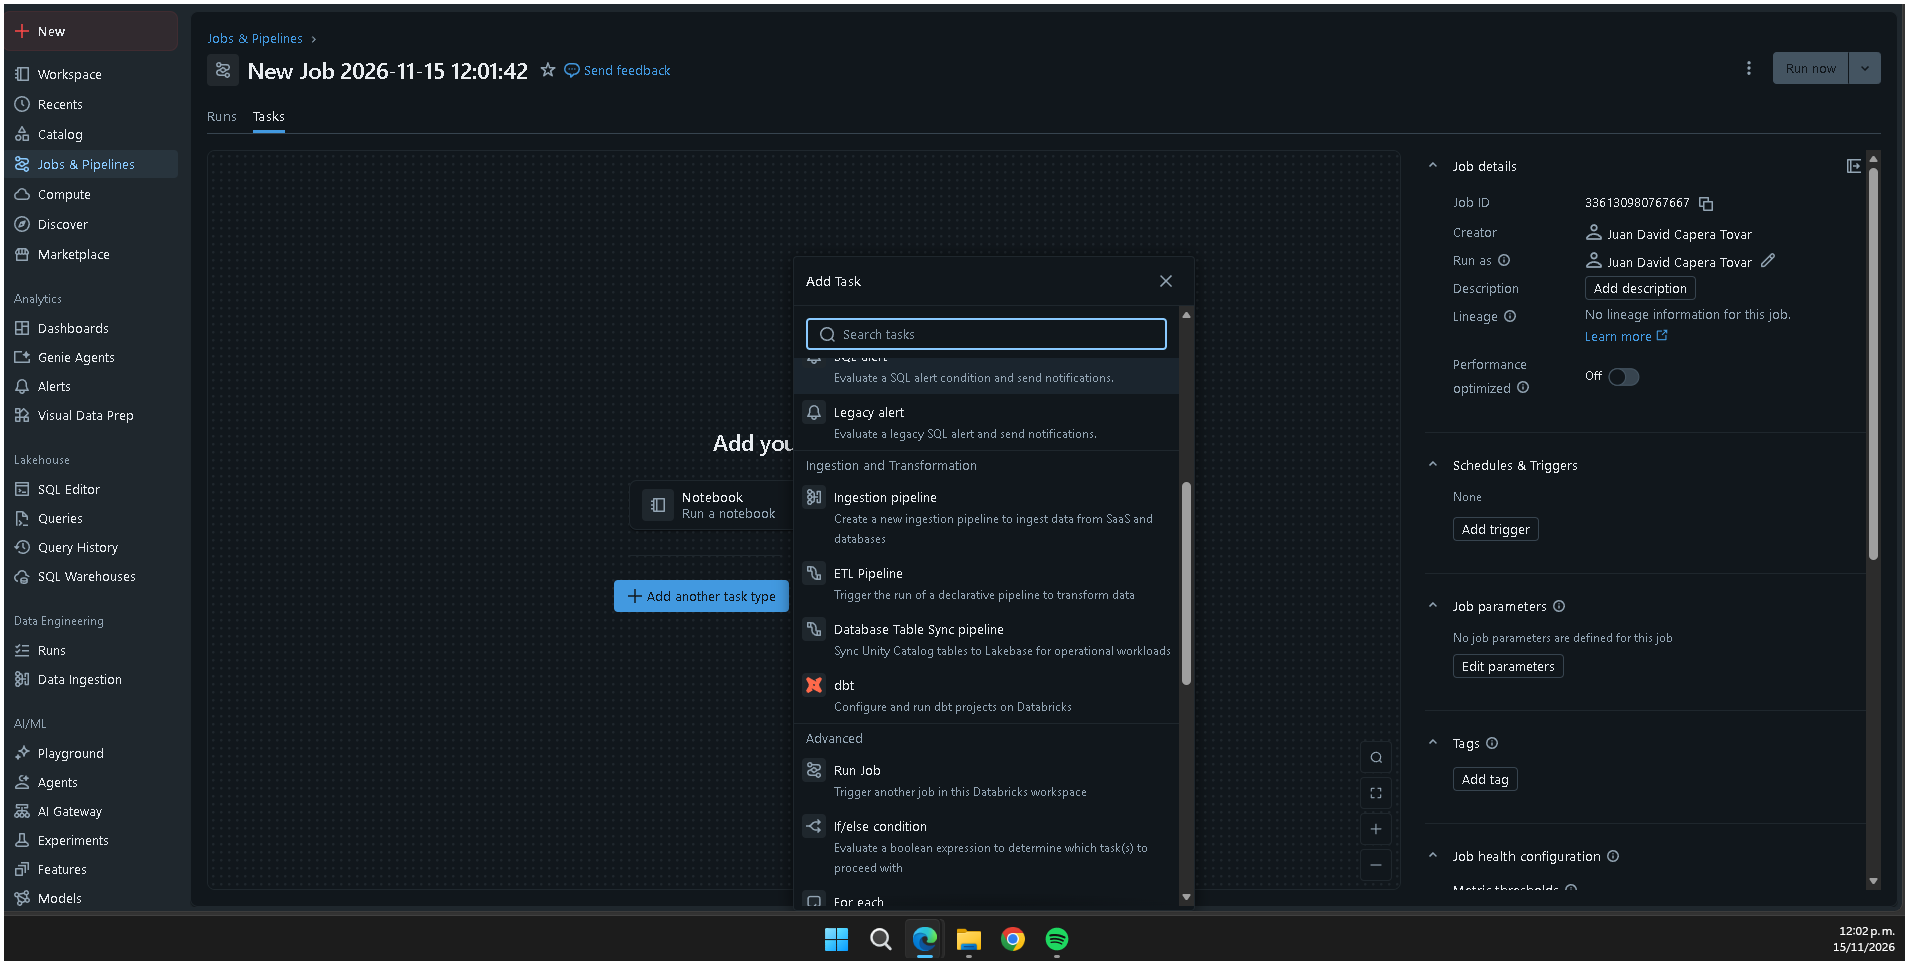 New
Workspace
Recents
Catalog
Jobs & Pipelines
Compute
Discover
Marketplace
Analytics
Dashboards
Genie Agents
Alerts
Visual Data Prep
Lakehouse
SQL Editor
Queries
Query History
SQL Warehouses
Data Engineering
Runs
Data Ingestion
AI/ML
Playground
Agents
AI Gateway
Experiments
Features
Models
Jobs & Pipelines
New Job 2026-11-15 12:01:42
Send feedback
Run now
Runs
Tasks
Add you
Notebook
Run a notebook
Add another task type
Add Task
Search tasks
SQL alert
Evaluate a SQL alert condition and send notifications.
Legacy alert
Evaluate a legacy SQL alert and send notifications.
Ingestion and Transformation
Ingestion pipeline
Create a new ingestion pipeline to ingest data from SaaS and
databases
ETL Pipeline
Trigger the run of a declarative pipeline to transform data
Database Table Sync pipeline
Sync Unity Catalog tables to Lakebase for operational workloads
dbt
Configure and run dbt projects on Databricks
Advanced
Run Job
Trigger another job in this Databricks workspace
If/else condition
Evaluate a boolean expression to determine which task(s) to
proceed with
For each
Job details
Job ID
336130980767667
Creator
Juan David Capera Tovar
Run as
Juan David Capera Tovar
Description
Add description
Lineage
No lineage information for this job.
Learn more
Performance
optimized
Off
Schedules & Triggers
None
Add trigger
Job parameters
No job parameters are defined for this job
Edit parameters
Tags
Add tag
Job health configuration
Metric thresholds
12:02 p.m.
15/11/2026